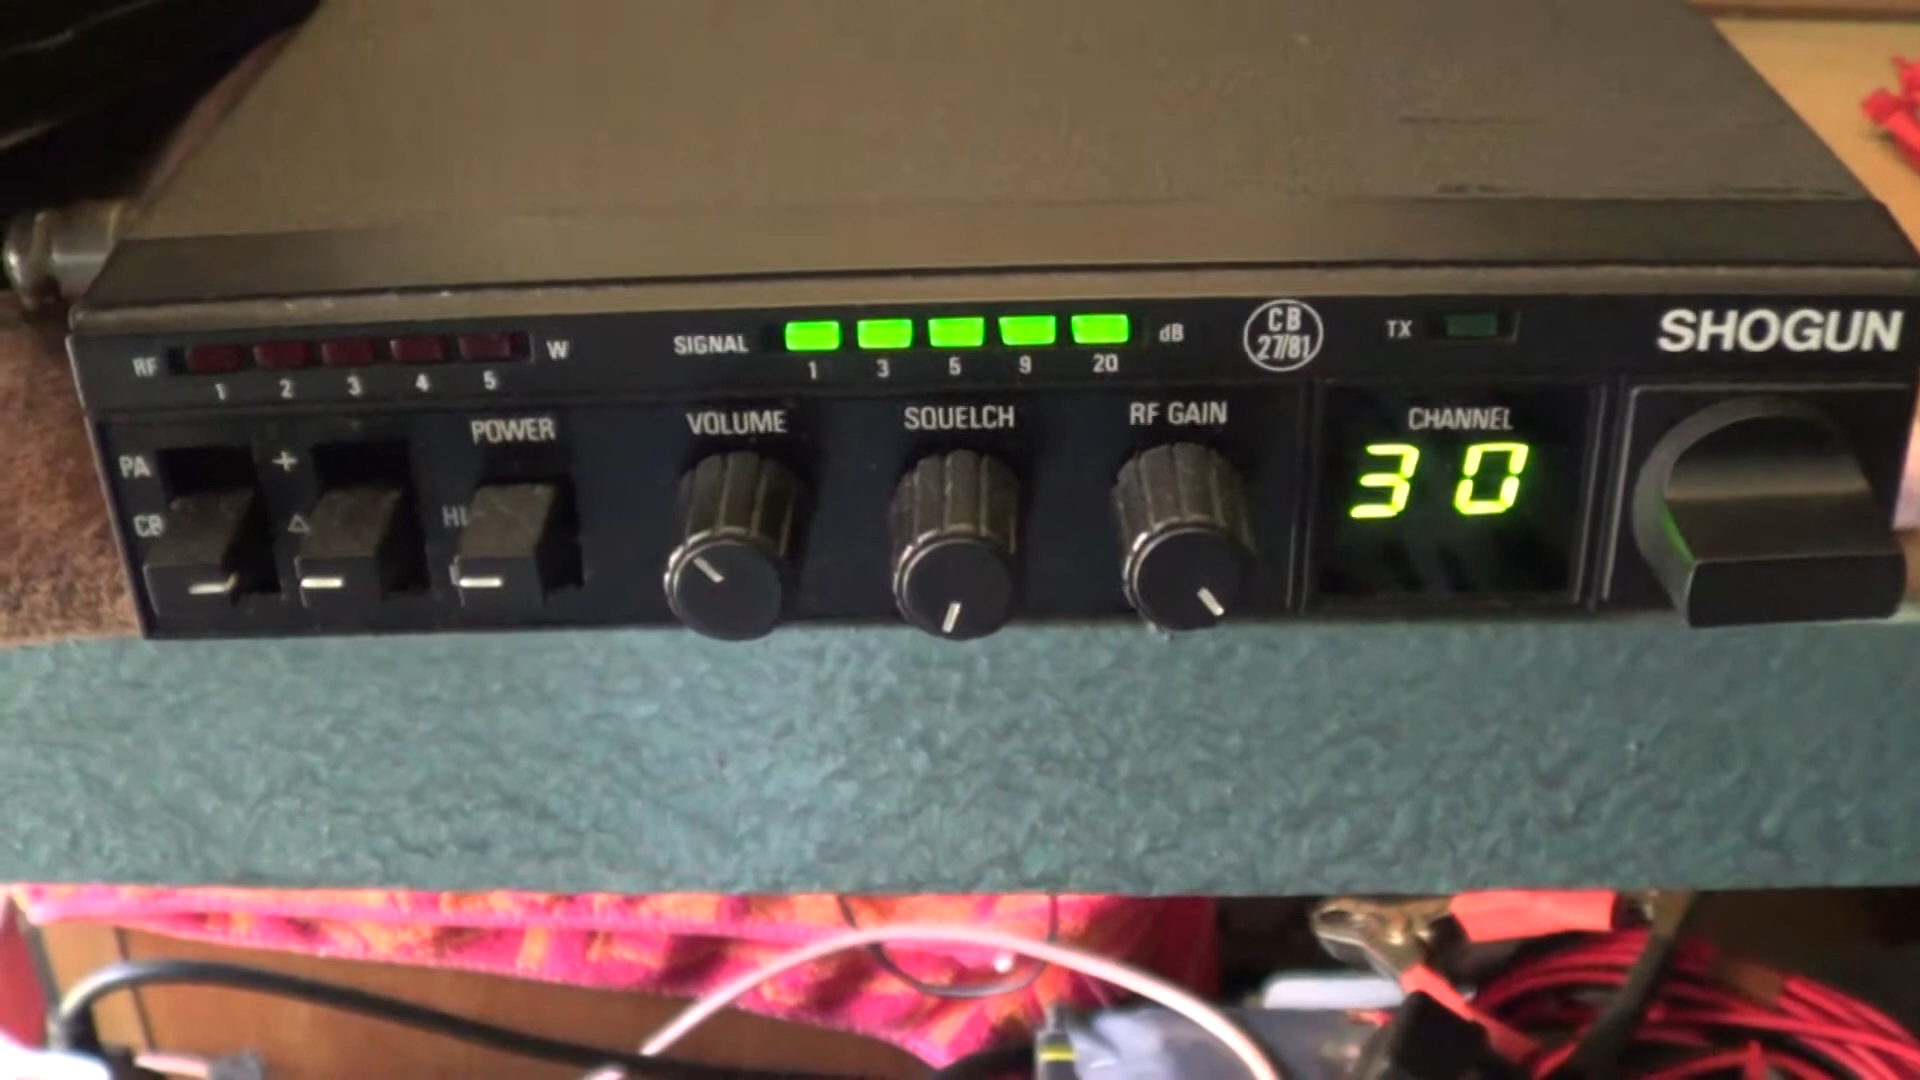 RF 1 2 3 4 5 W
SIGNAL 1 3 5 9 20 dB
CB
27/81
TX
SHOGUN
PA
CB
+
Δ
POWER
HI
VOLUME
SQUELCH
RF GAIN
CHANNEL
30